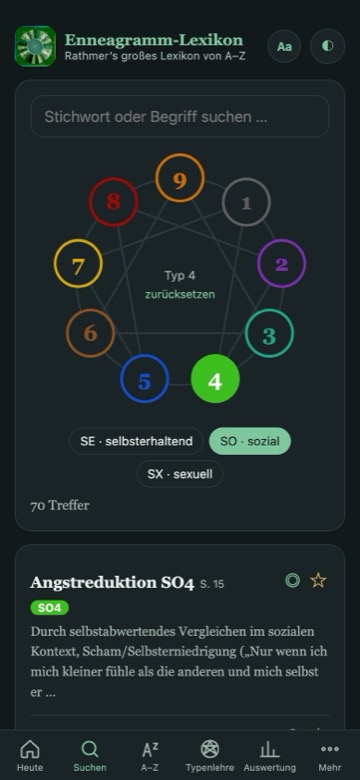 Enneagramm-Lexikon
Rathmer's großes Lexikon von A–Z
Aa
Stichwort oder Begriff suchen ...
9
8
1
7
2
Typ 4
zurücksetzen
6
3
5
4
SE · selbsterhaltend
SO · sozial
SX · sexuell
70 Treffer
Angstreduktion SO4 S. 15
SO4
Durch selbstabwertendes Vergleichen im sozialen
Kontext, Scham/Selbsterniedrigung („Nur wenn ich
mich kleiner fühle als die anderen und mich selbst
er ...
Heute
Suchen
A–Z
Typenlehre
Auswertung
Mehr